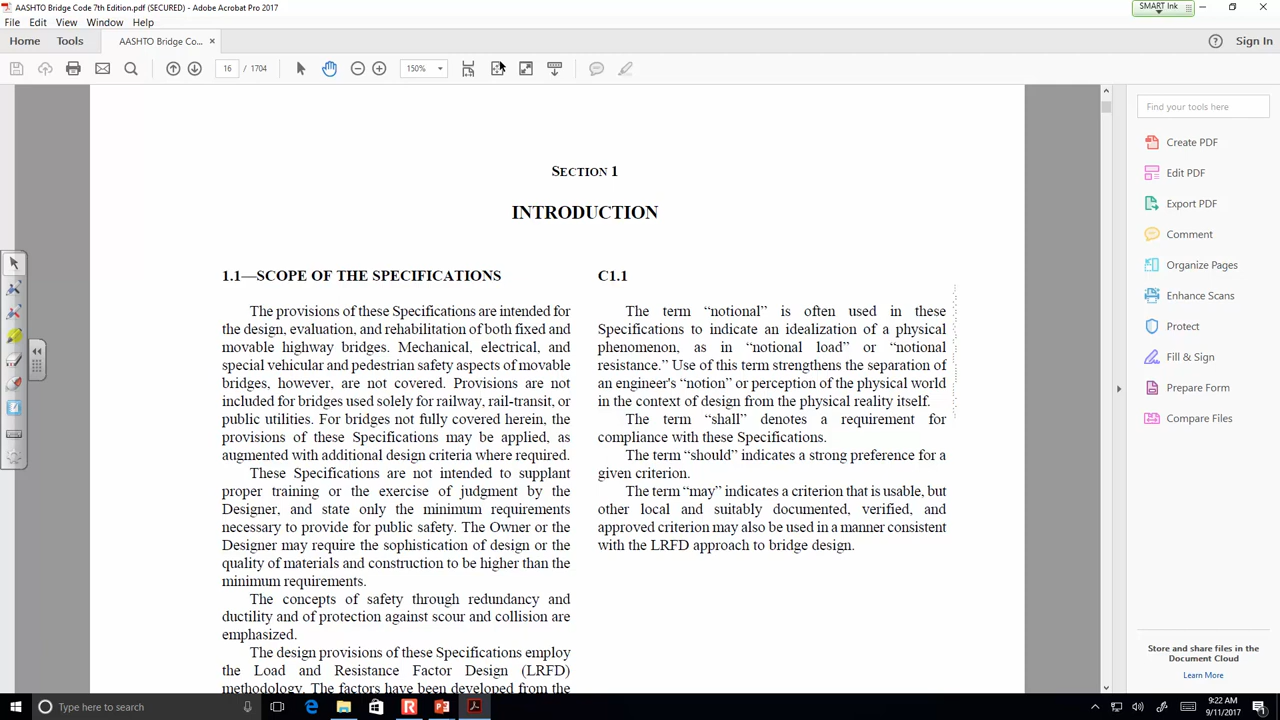 AASHTO Bridge Code 7th Edition.pdf (SECURED) - Adobe Acrobat Pro 2017
SMART Ink
File Edit View Window Help
Home Tools AASHTO Bridge Co... × Sign In
16 / 1704 150%
SECTION 1
INTRODUCTION
1.1—SCOPE OF THE SPECIFICATIONS
The provisions of these Specifications are intended for
the design, evaluation, and rehabilitation of both fixed and
movable highway bridges. Mechanical, electrical, and
special vehicular and pedestrian safety aspects of movable
bridges, however, are not covered. Provisions are not
included for bridges used solely for railway, rail-transit, or
public utilities. For bridges not fully covered herein, the
provisions of these Specifications may be applied, as
augmented with additional design criteria where required.
These Specifications are not intended to supplant
proper training or the exercise of judgment by the
Designer, and state only the minimum requirements
necessary to provide for public safety. The Owner or the
Designer may require the sophistication of design or the
quality of materials and construction to be higher than the
minimum requirements.
The concepts of safety through redundancy and
ductility and of protection against scour and collision are
emphasized.
The design provisions of these Specifications employ
the Load and Resistance Factor Design (LRFD)
methodology. The factors have been developed from the
C1.1
The term “notional” is often used in these
Specifications to indicate an idealization of a physical
phenomenon, as in “notional load” or “notional
resistance.” Use of this term strengthens the separation of
an engineer's “notion” or perception of the physical world
in the context of design from the physical reality itself.
The term “shall” denotes a requirement for
compliance with these Specifications.
The term “should” indicates a strong preference for a
given criterion.
The term “may” indicates a criterion that is usable, but
other local and suitably documented, verified, and
approved criterion may also be used in a manner consistent
with the LRFD approach to bridge design.
Find your tools here
Create PDF
Edit PDF
Export PDF
Comment
Organize Pages
Enhance Scans
Protect
Fill & Sign
Prepare Form
Compare Files
Store and share files in the
Document Cloud
Learn More
Type here to search
9:22 AM
9/11/2017